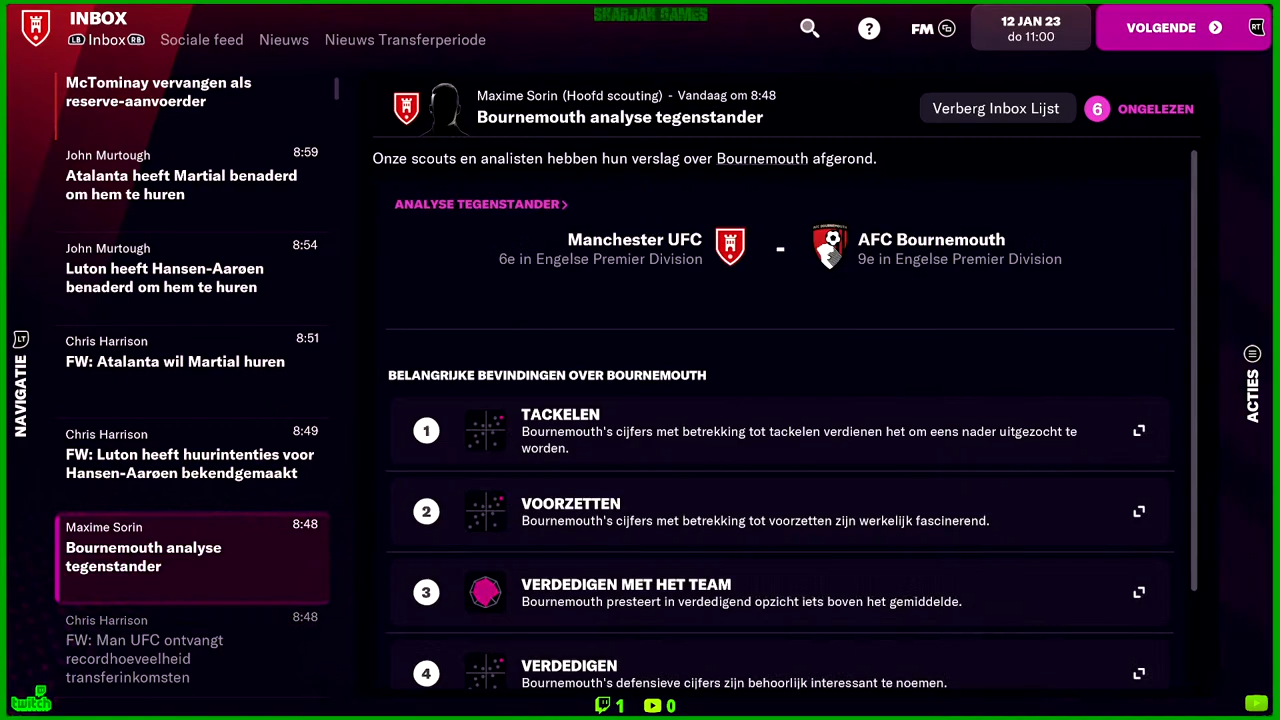 SKARJAK GAMES
INBOX
LB Inbox RB Sociale feed Nieuws Nieuws Transferperiode
?
FM
12 JAN 23
do 11:00
VOLGENDE
RT
McTominay vervangen als
reserve-aanvoerder
John Murtough 8:59
Atalanta heeft Martial benaderd
om hem te huren
John Murtough 8:54
Luton heeft Hansen-Aarøen
benaderd om hem te huren
Chris Harrison 8:51
FW: Atalanta wil Martial huren
Chris Harrison 8:49
FW: Luton heeft huurintenties voor
Hansen-Aarøen bekendgemaakt
Maxime Sorin 8:48
Bournemouth analyse
tegenstander
Chris Harrison 8:48
FW: Man UFC ontvangt
recordhoeveelheid
transferinkomsten
LT
NAVIGATIE
Maxime Sorin (Hoofd scouting) - Vandaag om 8:48
Bournemouth analyse tegenstander
Verberg Inbox Lijst
6 ONGELEZEN
Onze scouts en analisten hebben hun verslag over Bournemouth afgerond.
ANALYSE TEGENSTANDER
Manchester UFC - AFC Bournemouth
6e in Engelse Premier Division 9e in Engelse Premier Division
BELANGRIJKE BEVINDINGEN OVER BOURNEMOUTH
1 TACKELEN
Bournemouth's cijfers met betrekking tot tackelen verdienen het om eens nader uitgezocht te
worden.
2 VOORZETTEN
Bournemouth's cijfers met betrekking tot voorzetten zijn werkelijk fascinerend.
3 VERDEDIGEN MET HET TEAM
Bournemouth presteert in verdedigend opzicht iets boven het gemiddelde.
4 VERDEDIGEN
Bournemouth's defensieve cijfers zijn behoorlijk interessant te noemen.
ACTIES
twitch
1 0